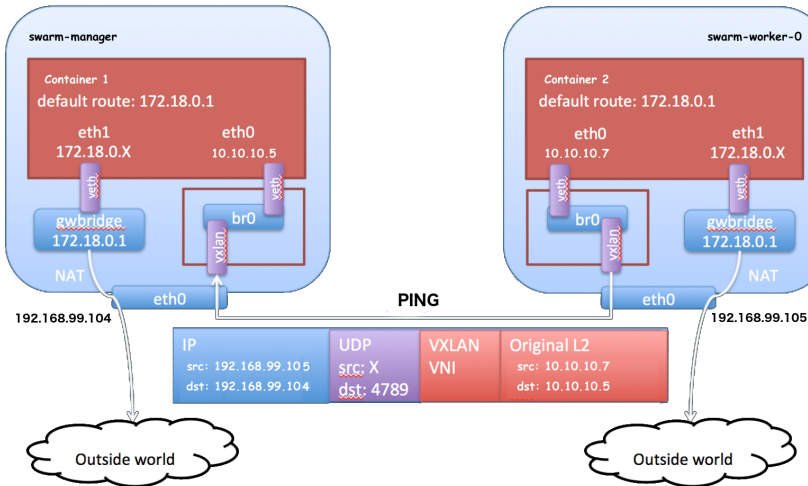 swarm-manager
Container 1
default route: 172.18.0.1
eth1
172.18.0.X
eth0
10.10.10.5
veth
veth
gwbridge
172.18.0.1
br0
vxlan
NAT
eth0
192.168.99.104
swarm-worker-0
Container 2
default route: 172.18.0.1
eth0
10.10.10.7
eth1
172.18.0.X
veth
veth
br0
vxlan
gwbridge
172.18.0.1
NAT
eth0
192.168.99.105
PING
IP
src: 192.168.99.105
dst: 192.168.99.104
UDP
src: X
dst: 4789
VXLAN
VNI
Original L2
src: 10.10.10.7
dst: 10.10.10.5
Outside world
Outside world